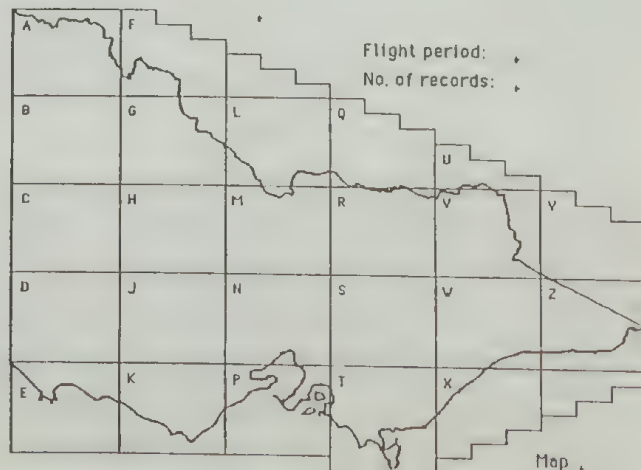 A F
Flight period:
No. of records:
B G L Q
U
C H M R V Y
D J N S W Z
E K P T X
Map